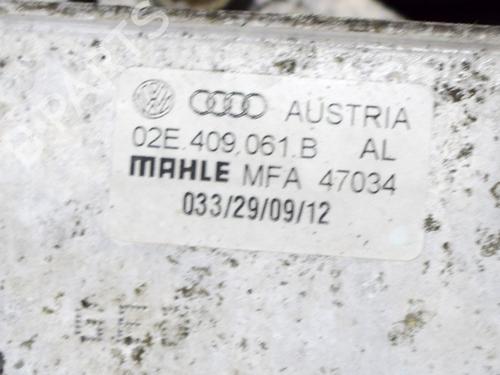 AUSTRIA
02E.409.061.B AL
MAHLE MFA 47034
033/29/09/12